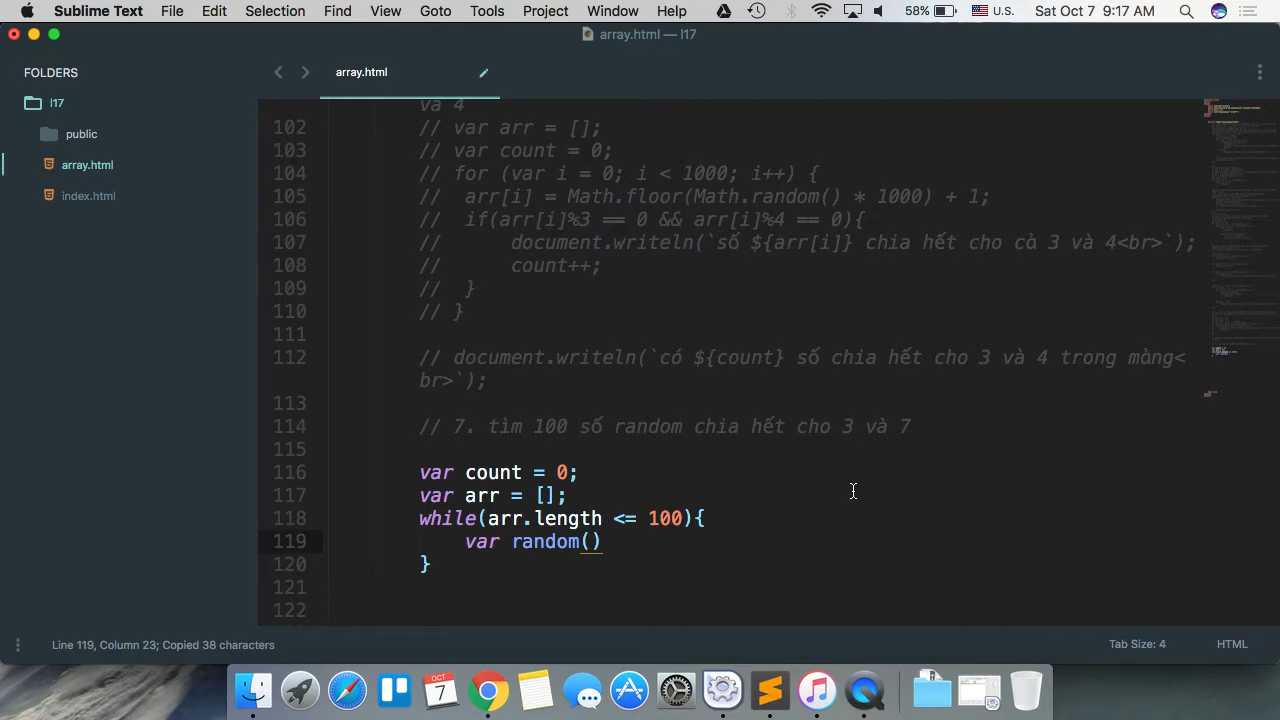 Sublime Text File Edit Selection Find View Goto Tools Project Window Help 58% U.S. Sat Oct 7 9:17 AM
array.html — l17
FOLDERS
l17
public
array.html
index.html
array.html
và 4
102 // var arr = [];
103 // var count = 0;
104 // for (var i = 0; i < 1000; i++) {
105 // arr[i] = Math.floor(Math.random() * 1000) + 1;
106 // if(arr[i]%3 == 0 && arr[i]%4 == 0){
107 // document.writeln(`số ${arr[i]} chia hết cho cả 3 và 4<br>`);
108 // count++;
109 // }
110 // }
111
112 // document.writeln(`có ${count} số chia hết cho 3 và 4 trong mảng<
br>`);
113
114 // 7. tìm 100 số random chia hết cho 3 và 7
115
116 var count = 0;
117 var arr = [];
118 while(arr.length <= 100){
119 var random()
120 }
121
122
Line 119, Column 23; Copied 38 characters
Tab Size: 4 HTML
OCT
7